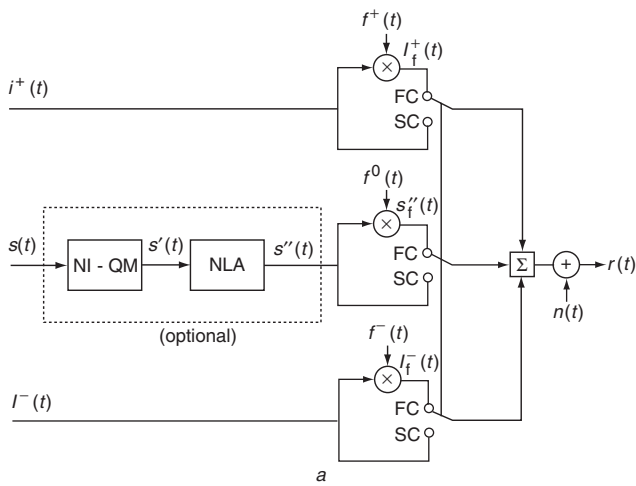 f⁺(t)
I_f⁺(t)
i⁺(t)
FC
SC
×
f⁰(t)
s_f″(t)
s(t)
NI - QM
s′(t)
NLA
s″(t)
×
FC
SC
Σ
+
r(t)
n(t)
(optional)
f⁻(t)
I_f⁻(t)
×
I⁻(t)
FC
SC
a